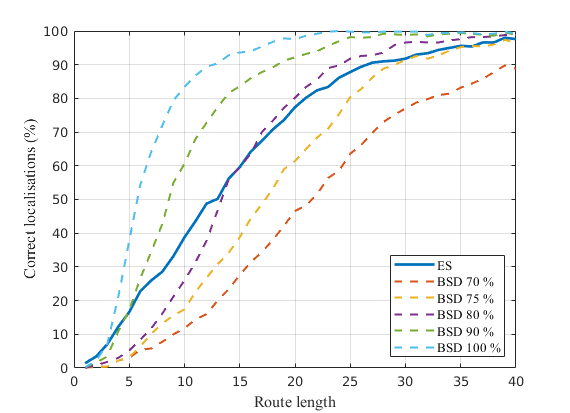 100
90
80
70
60
50
40
30
20
10
0
Correct localisations (%)
ES
BSD 70 %
BSD 75 %
BSD 80 %
BSD 90 %
BSD 100 %
0 5 10 15 20 25 30 35 40
Route length